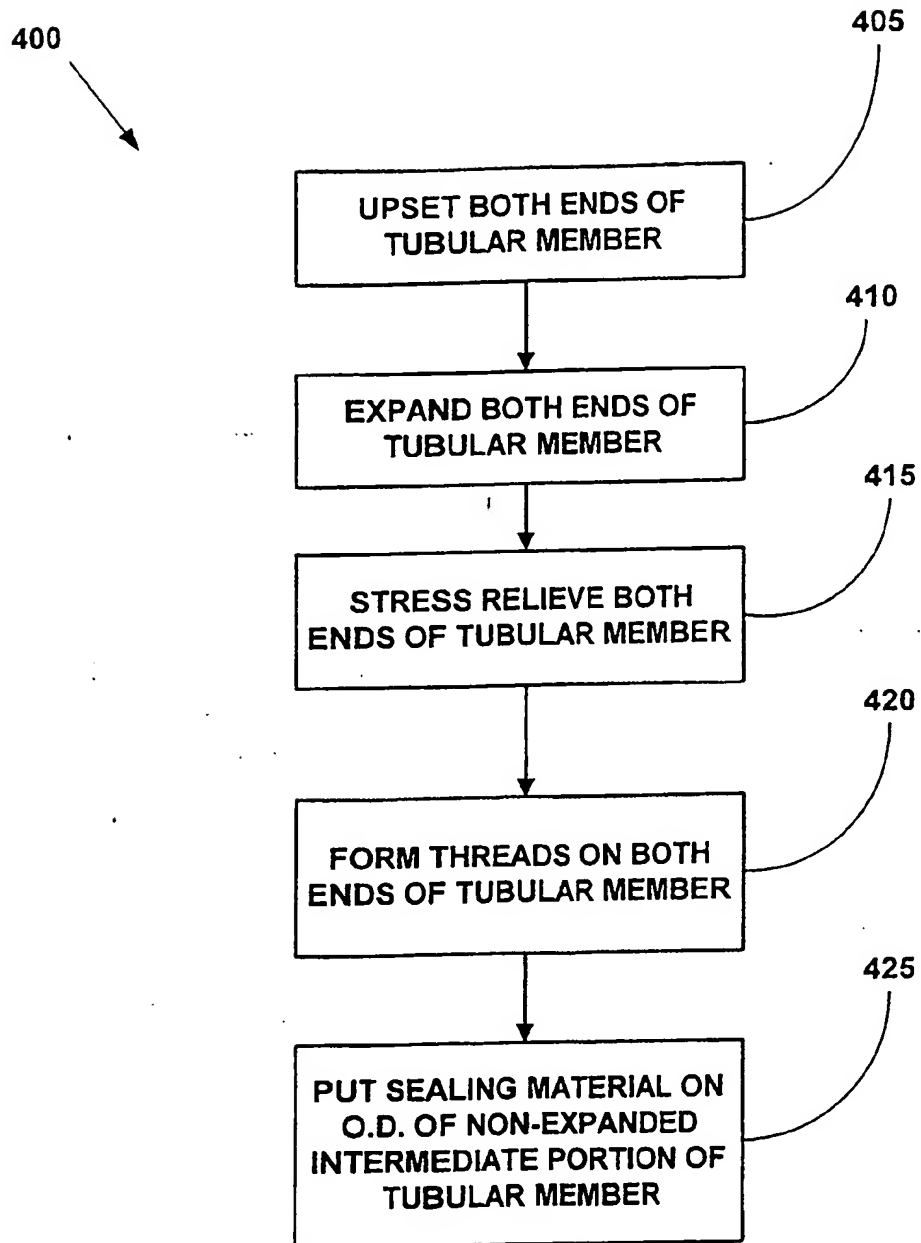 400
405
UPSET BOTH ENDS OF
TUBULAR MEMBER
410
EXPAND BOTH ENDS OF
TUBULAR MEMBER
415
STRESS RELIEVE BOTH
ENDS OF TUBULAR MEMBER
420
FORM THREADS ON BOTH
ENDS OF TUBULAR MEMBER
425
PUT SEALING MATERIAL ON
O.D. OF NON-EXPANDED
INTERMEDIATE PORTION OF
TUBULAR MEMBER